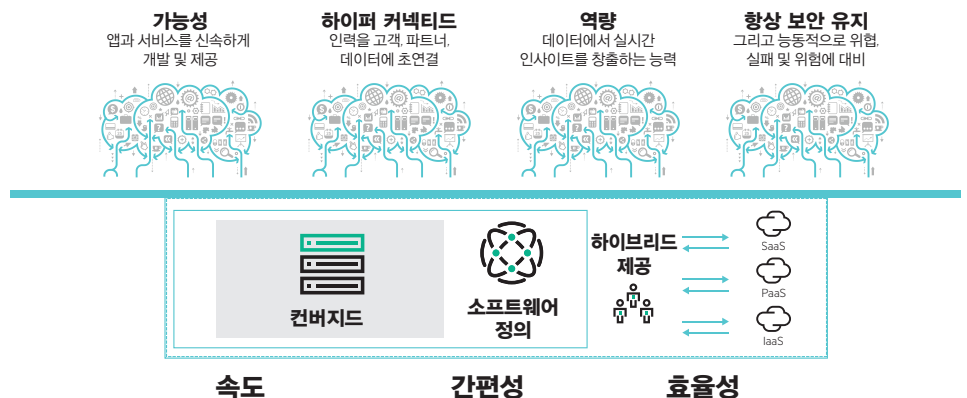 가능성
앱과 서비스를 신속하게
개발 및 제공
하이퍼 커넥티드
인력을 고객, 파트너,
데이터에 초연결
역량
데이터에서 실시간
인사이트를 창출하는 능력
항상 보안 유지
그리고 능동적으로 위협,
실패 및 위험에 대비
컨버지드
소프트웨어
정의
하이브리드
제공
SaaS
PaaS
IaaS
속도
간편성
효율성